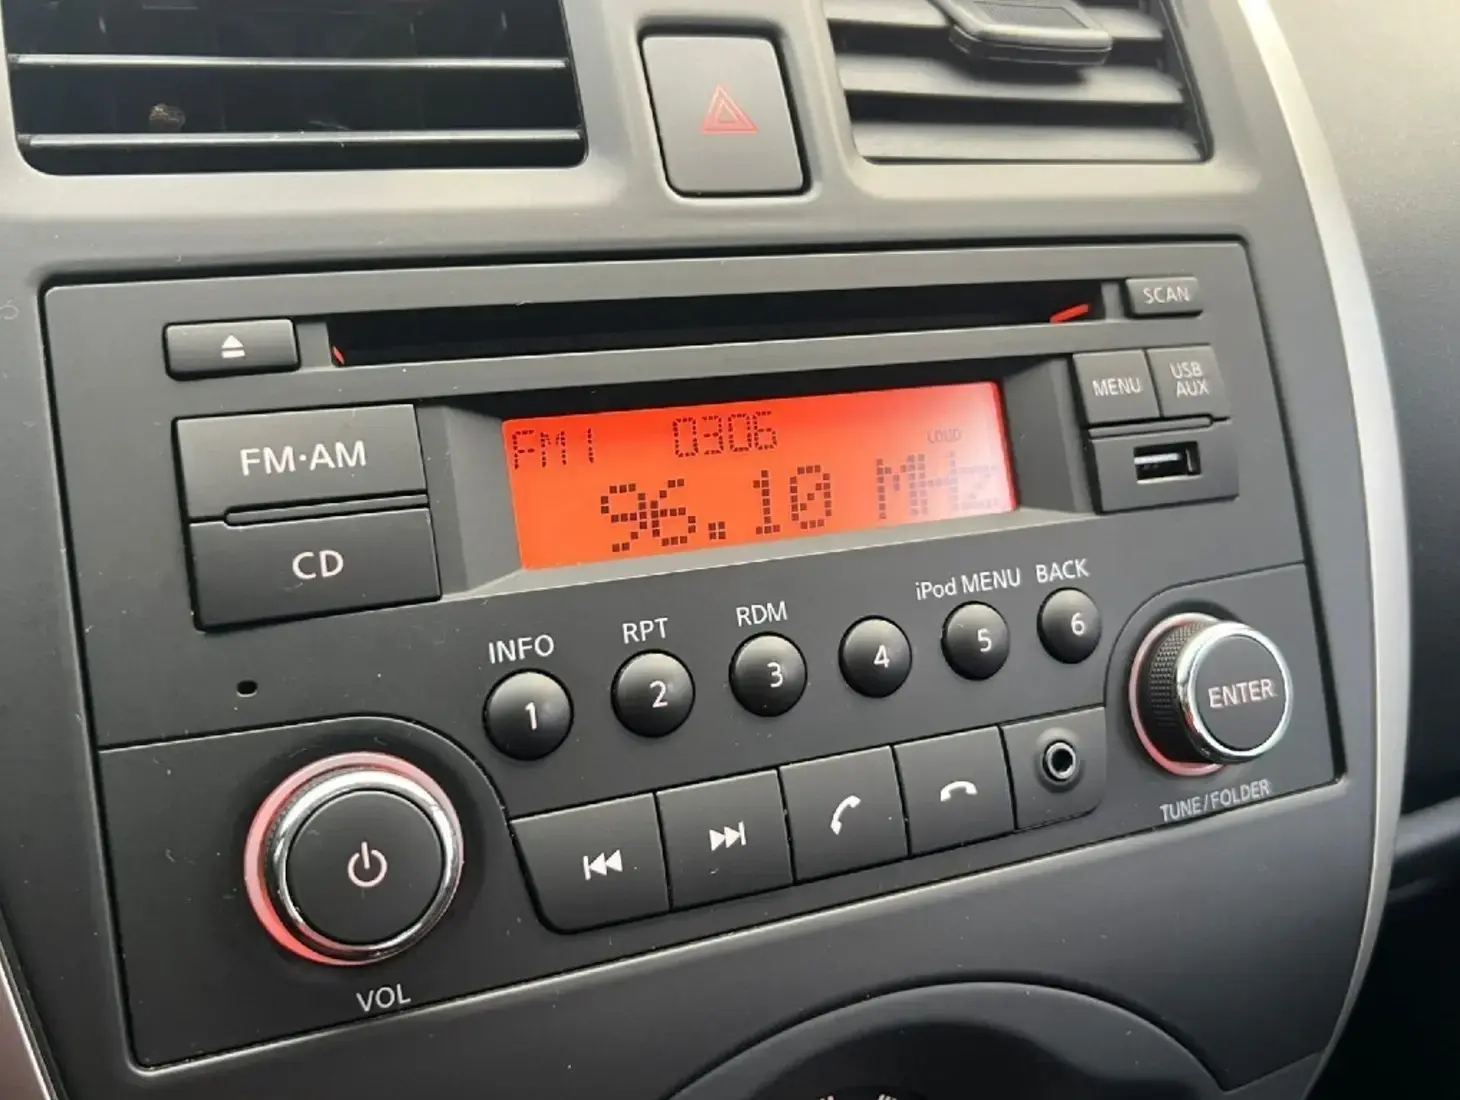 SCAN
MENU
USB
AUX
FM·AM
CD
FM1 0306 LOUD
96.10 MHz
INFO RPT RDM iPod MENU BACK
1 2 3 4 5 6
ENTER
TUNE/FOLDER
VOL